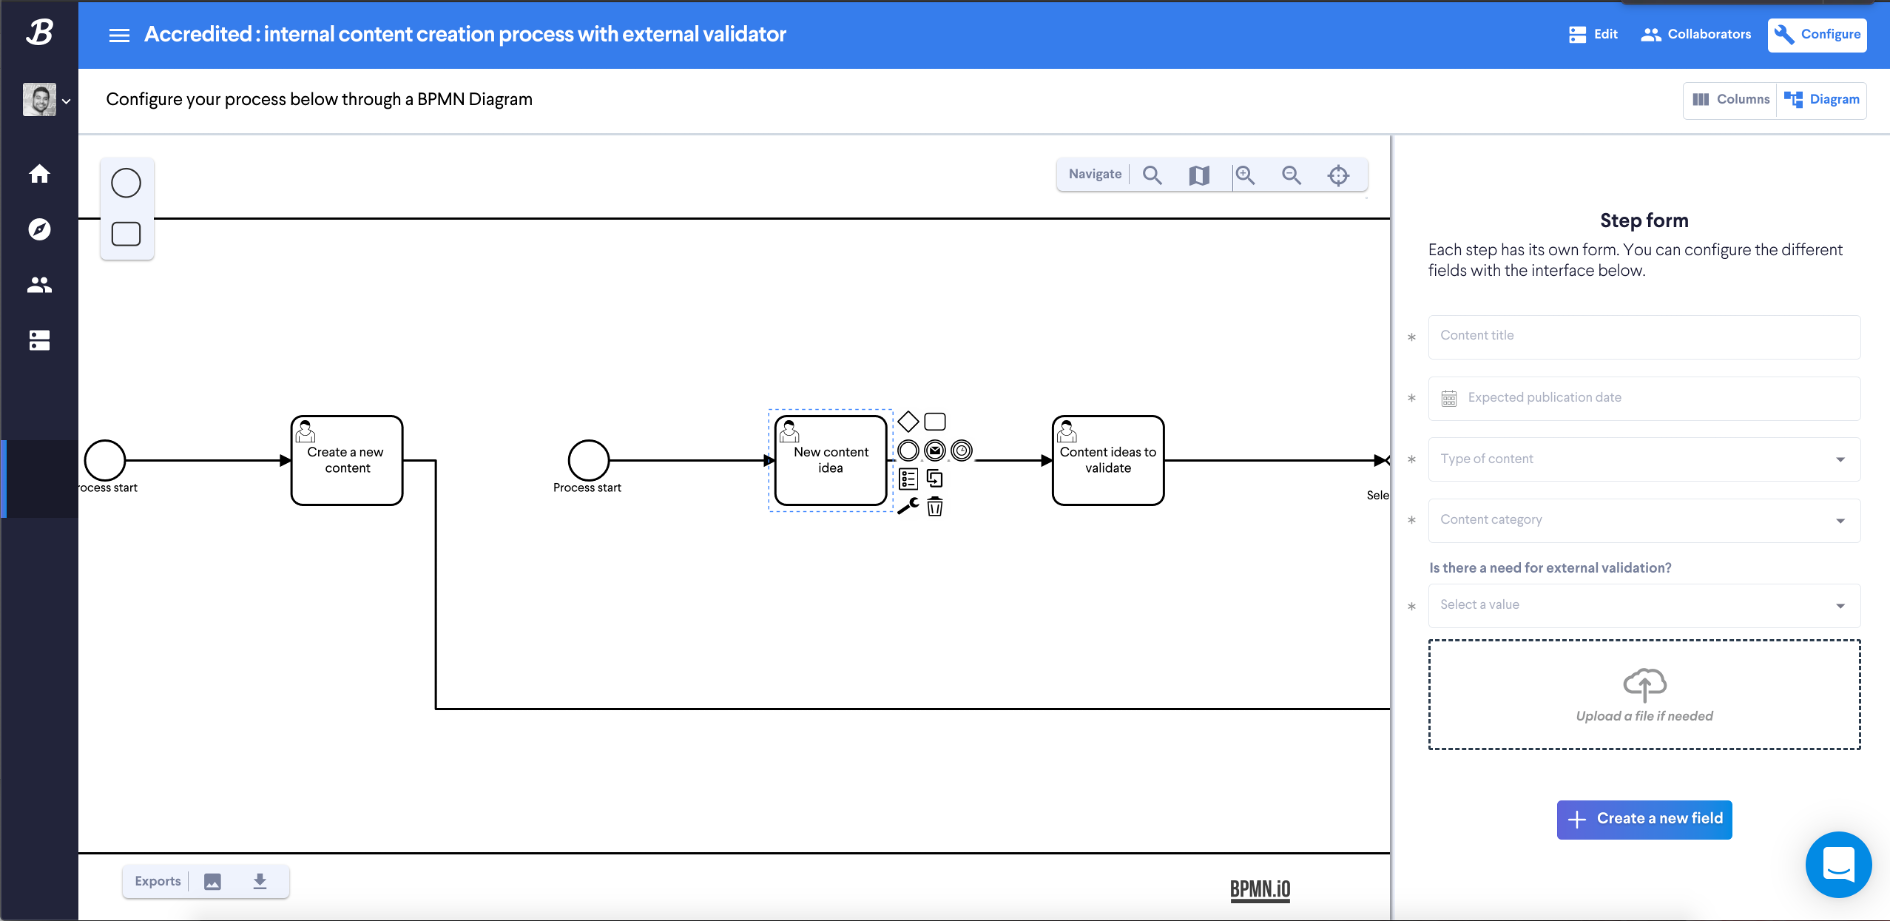 B
Accredited : internal content creation process with external validator
Edit
Collaborators
Configure
Configure your process below through a BPMN Diagram
Columns
Diagram
Navigate
Step form
Each step has its own form. You can configure the different
fields with the interface below.
* Content title
* Expected publication date
* Type of content
* Content category
Is there a need for external validation?
* Select a value
Upload a file if needed
Create a new field
rocess start
Create a new
content
Process start
New content
idea
Content ideas to
validate
Sele
Exports
BPMN.iO